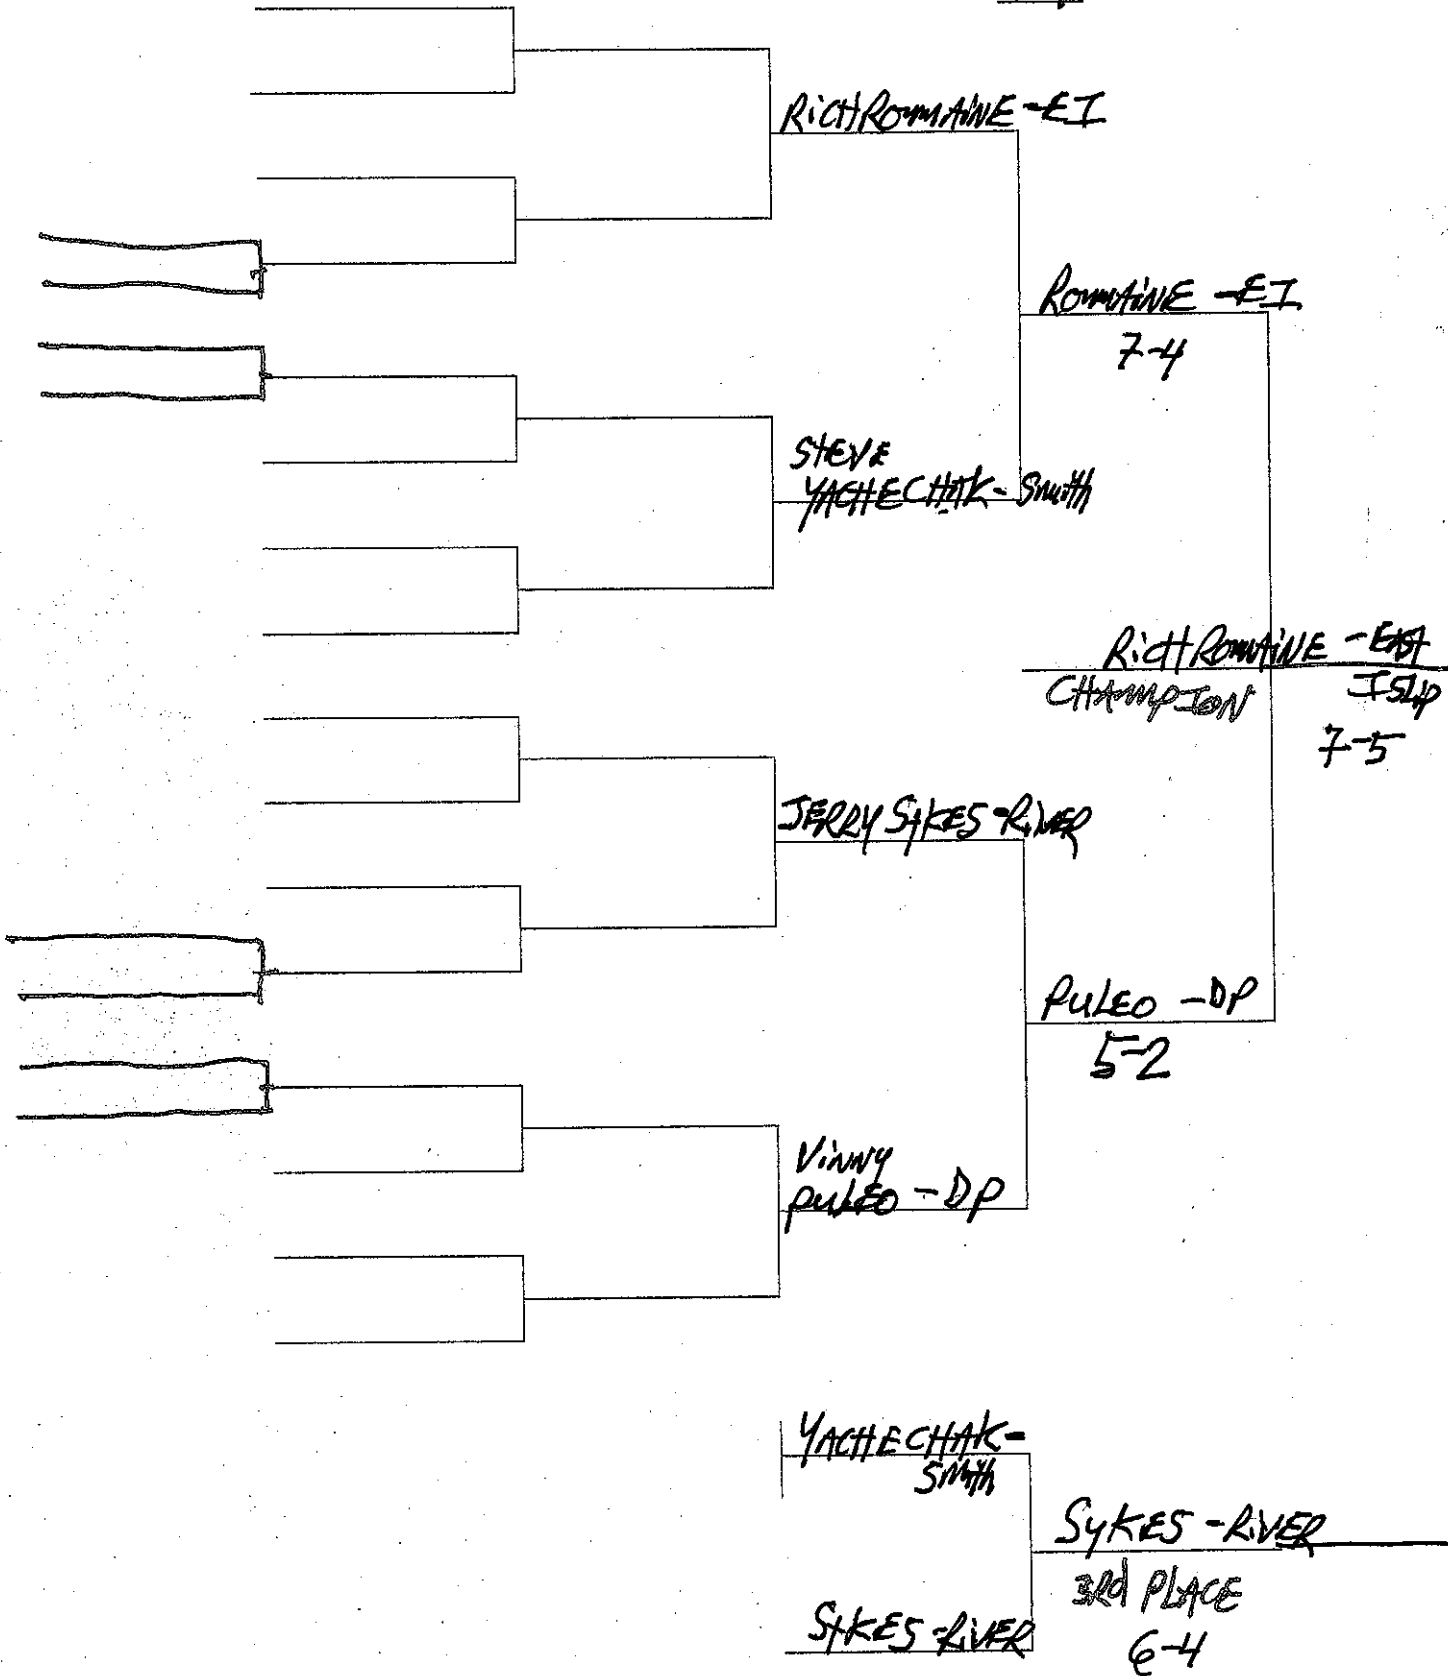 RICH ROMAINE - EI
ROMAINE - EI
7-4
STEVE
YACHECHAK - Smith
RICH ROMAINE - EAST
ISLIP
CHAMPION
7-5
JERRY SYKES - RIVER
PULEO - DP
5-2
Vinny
PULEO - DP
YACHECHAK -
Smith
SYKES - RIVER
3Rd PLACE
SYKES - RIVER
6-4